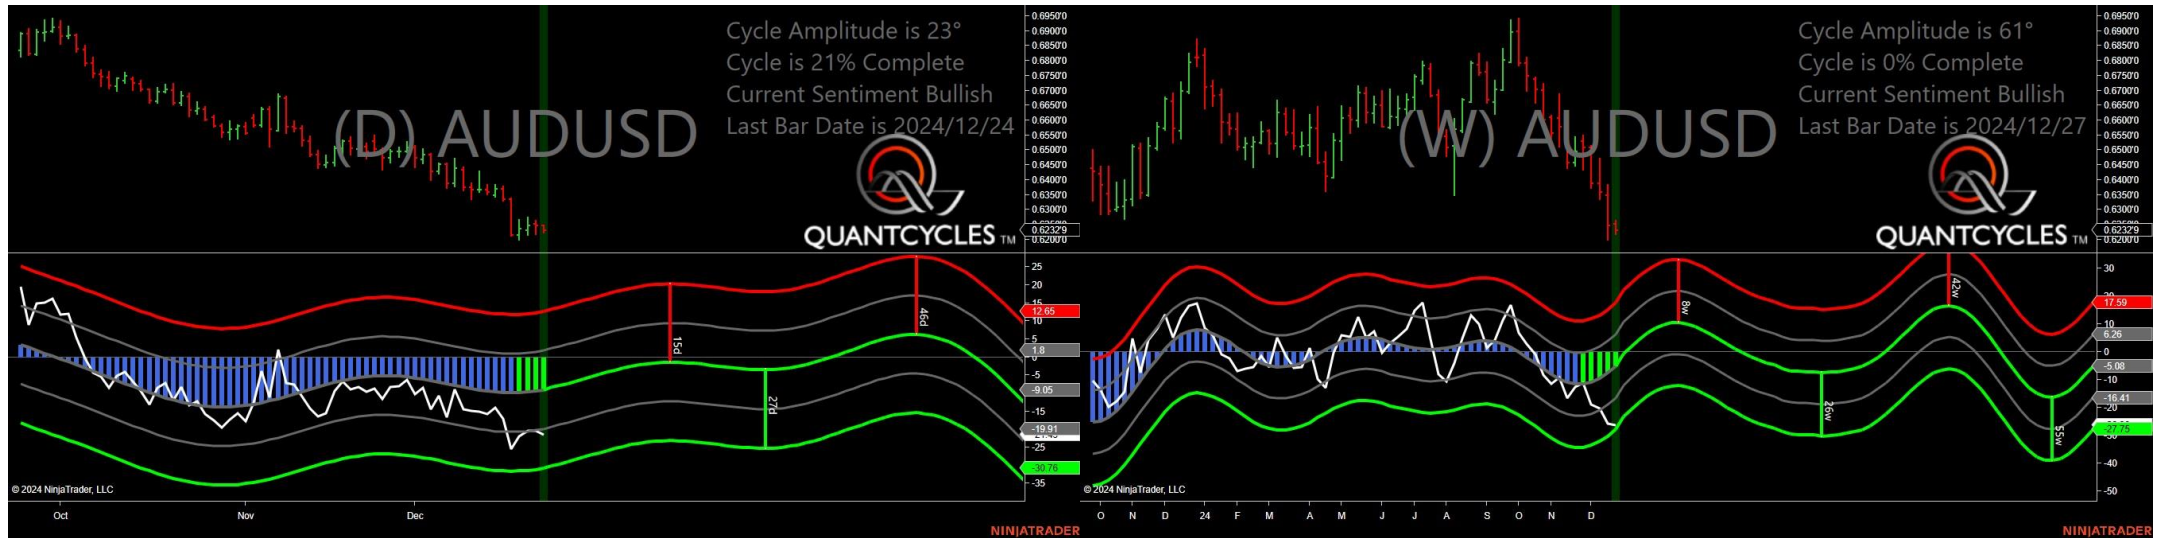 Cycle Amplitude is 23°
Cycle is 21% Complete
Current Sentiment Bullish
Last Bar Date is 2024/12/24
(D) AUDUSD
QUANTCYCLES TM
0.6950'0
0.6900'0
0.6850'0
0.6800'0
0.6750'0
0.6700'0
0.6650'0
0.6600'0
0.6550'0
0.6500'0
0.6450'0
0.6400'0
0.6350'0
0.6300'0
0.6232'9
0.6200'0
25
20
15
12.65
10
5
1.8
-5
-9.05
-15
-19.91
-25
-30.76
-35
15d
46d
27d
© 2024 NinjaTrader, LLC
Oct
Nov
Dec
NINJATRADER
Cycle Amplitude is 61°
Cycle is 0% Complete
Current Sentiment Bullish
Last Bar Date is 2024/12/27
(W) AUDUSD
QUANTCYCLES TM
0.6950'0
0.6900'0
0.6850'0
0.6800'0
0.6750'0
0.6700'0
0.6650'0
0.6600'0
0.6550'0
0.6500'0
0.6450'0
0.6400'0
0.6350'0
0.6300'0
0.6232'9
0.6200'0
30
17.59
10
6.26
0
-5.08
-10
-16.41
-20
-27.75
-40
-50
8w
42w
26w
55w
© 2024 NinjaTrader, LLC
O N D 24 F M A M J J A S O N D
NINJATRADER